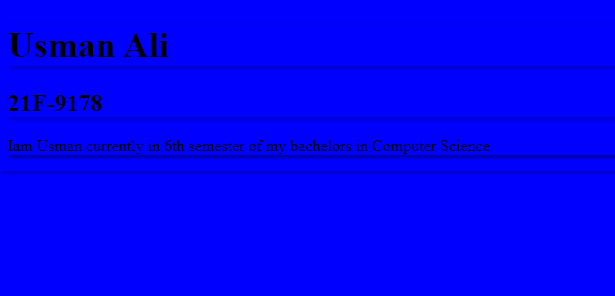 Usman Ali
21F-9178
Iam Usman currently in 6th semester of my bachelors in Computer Science